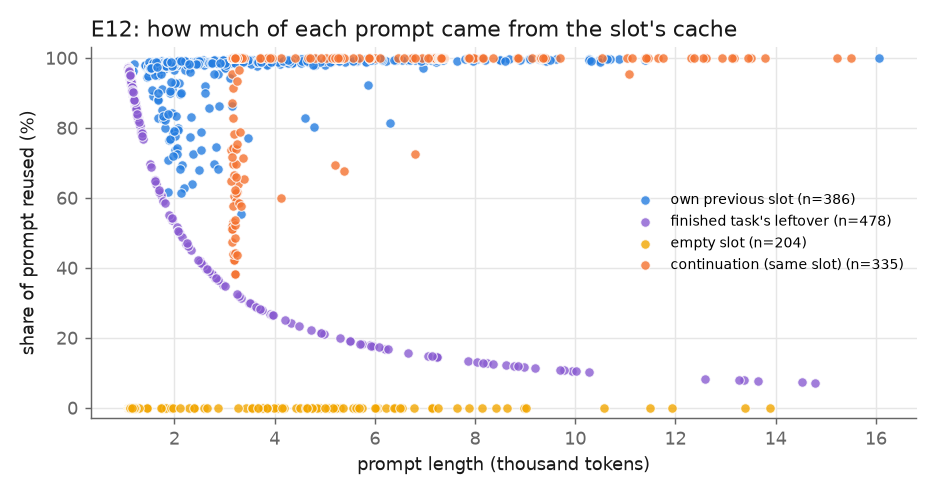 E12: how much of each prompt came from the slot's cache
share of prompt reused (%)
100
80
60
40
20
0
own previous slot (n=386)
finished task's leftover (n=478)
empty slot (n=204)
continuation (same slot) (n=335)
2 4 6 8 10 12 14 16
prompt length (thousand tokens)